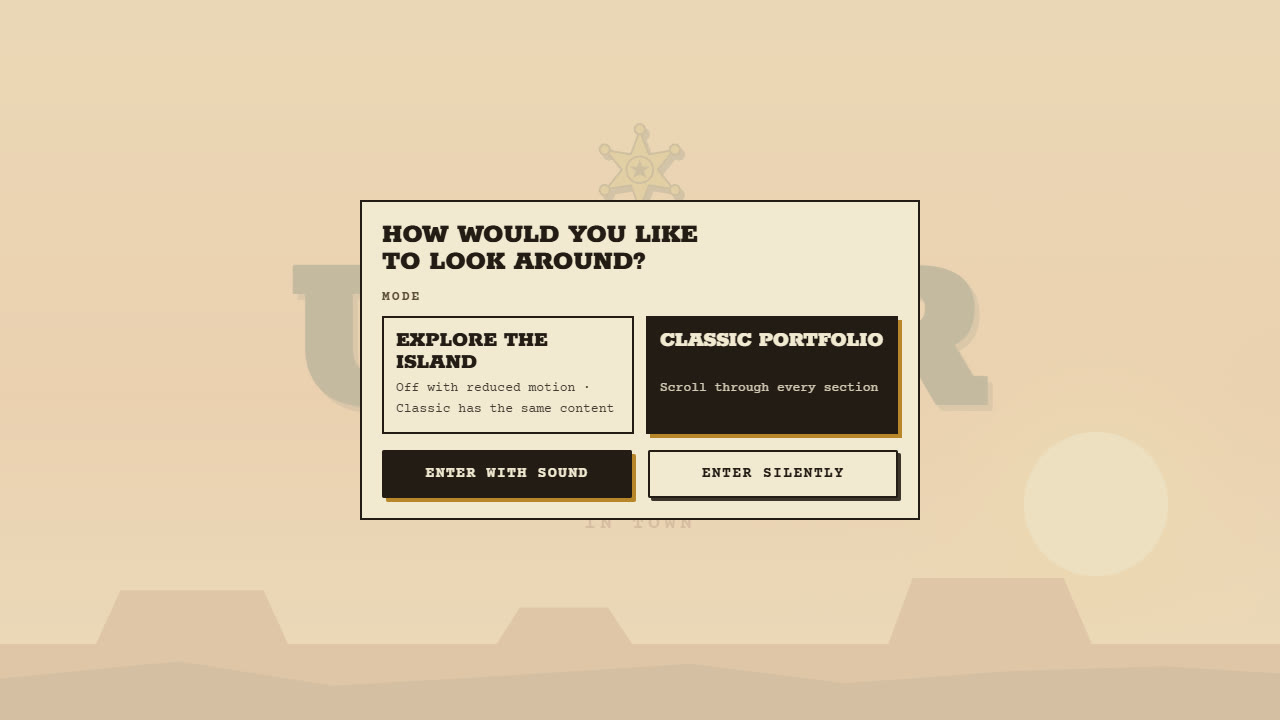 HOW WOULD YOU LIKE
TO LOOK AROUND?
MODE
EXPLORE THE
ISLAND
Off with reduced motion ·
Classic has the same content
CLASSIC PORTFOLIO
Scroll through every section
ENTER WITH SOUND
ENTER SILENTLY
IN TOWN